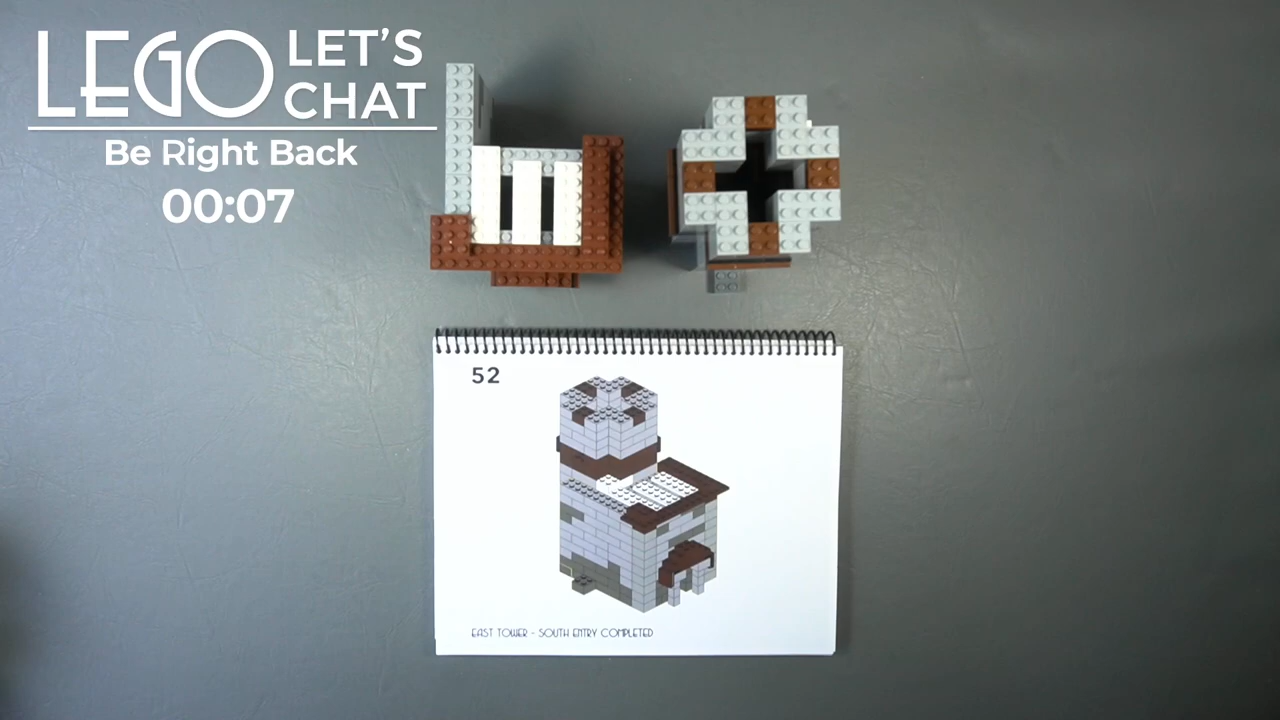 LEGO LET'S CHAT
Be Right Back
00:07
52
EAST TOWER - SOUTH ENTRY COMPLETED